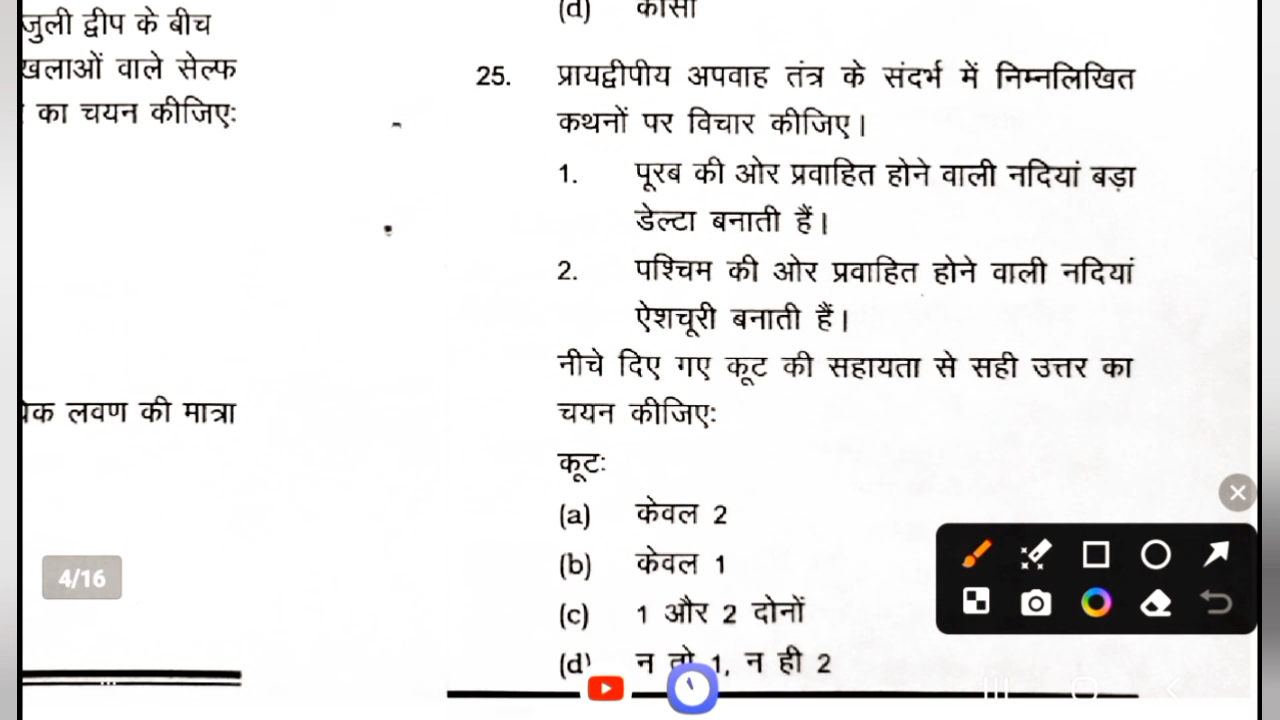 जुली द्वीप के बीच
खलाओं वाले सेल्फ
का चयन कीजिएः
लवण की मात्रा
(d) कोसी
25. प्रायद्वीपीय अपवाह तंत्र के संदर्भ में निम्नलिखित
कथनों पर विचार कीजिए।
1. पूरब की ओर प्रवाहित होने वाली नदियां बड़ा
डेल्टा बनाती हैं।
2. पश्चिम की ओर प्रवाहित होने वाली नदियां
ऐशचूरी बनाती हैं।
नीचे दिए गए कूट की सहायता से सही उत्तर का
चयन कीजिएः
कूटः
(a) केवल 2
(b) केवल 1
(c) 1 और 2 दोनों
(d) न तो 1, न ही 2
4/16